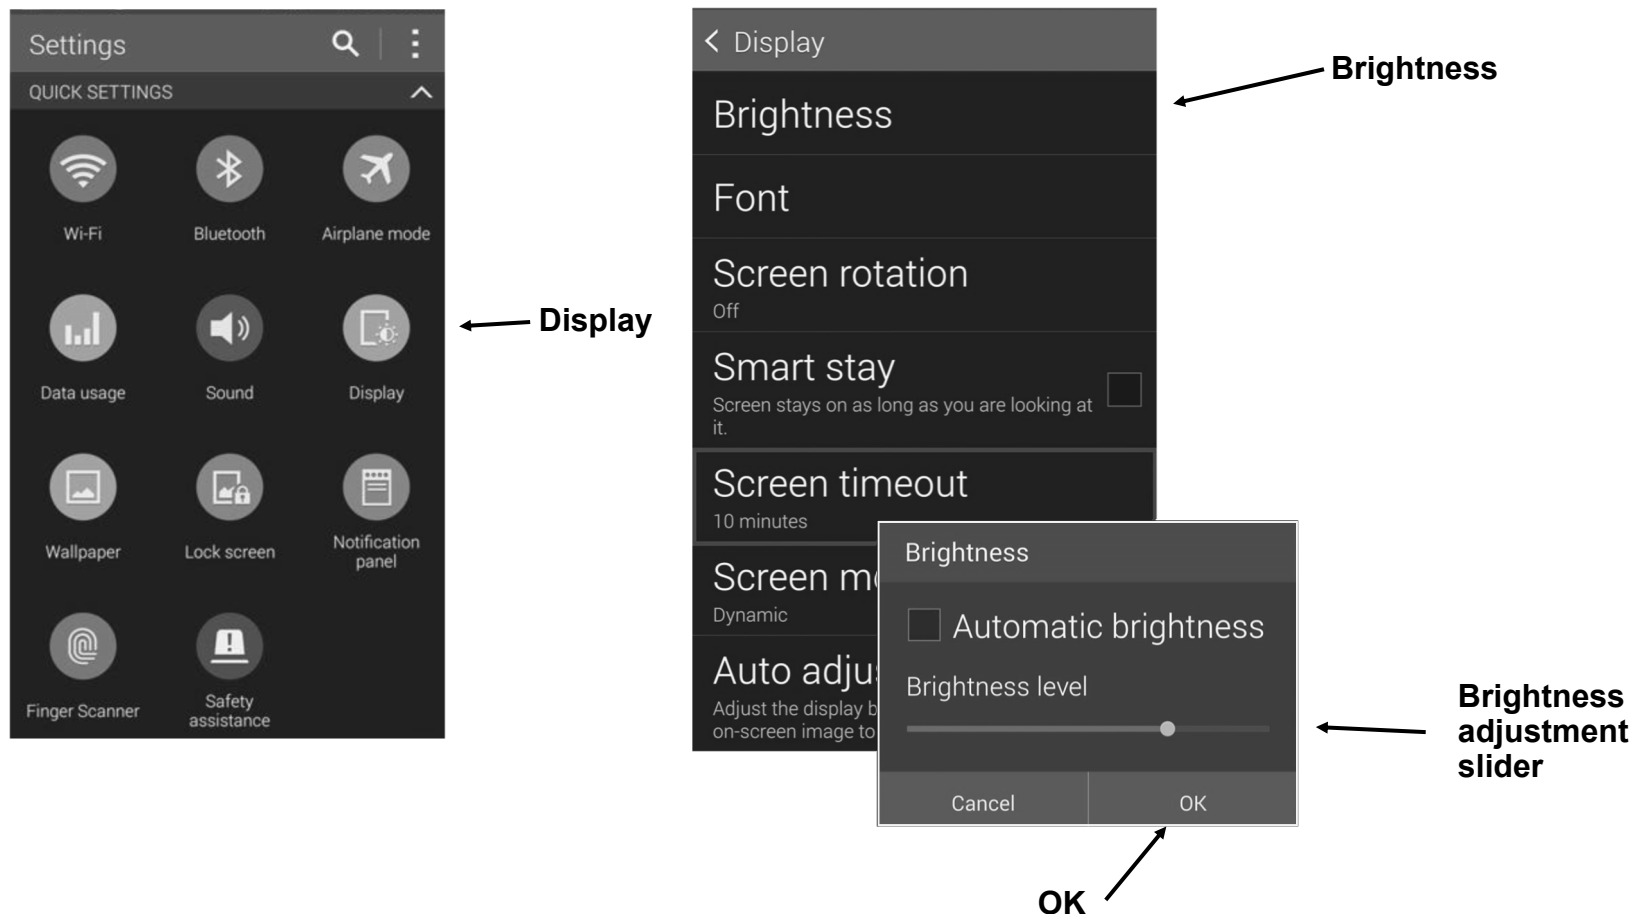 Settings
QUICK SETTINGS
Wi-Fi
Bluetooth
Airplane mode
Data usage
Sound
Display
Wallpaper
Lock screen
Notification
panel
Finger Scanner
Safety
assistance
Display
Display
Brightness
Font
Screen rotation
Off
Smart stay
Screen stays on as long as you are looking at
it.
Screen timeout
10 minutes
Screen
Dynamic
Auto
Adjust the display
on-screen image to
Brightness
Brightness
Automatic brightness
Brightness level
Cancel
OK
Brightness
adjustment
slider
OK